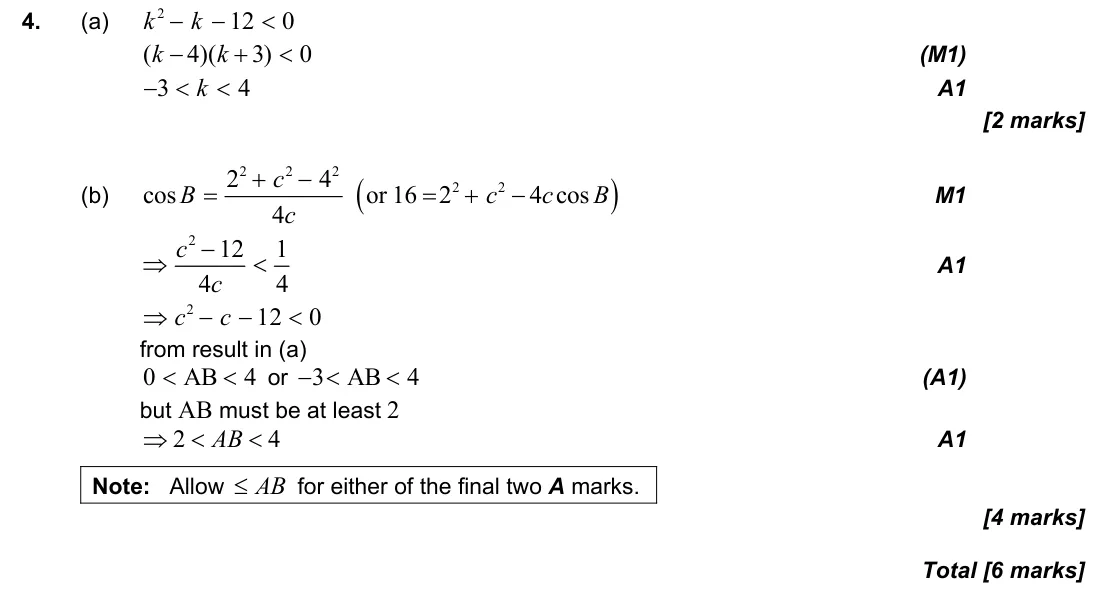 4. (a) k² – k – 12 < 0
(k – 4)(k + 3) < 0 (M1)
–3 < k < 4 A1
[2 marks]
(b) cos B = (2² + c² – 4²)/4c (or 16 = 2² + c² – 4c cos B) M1
⇒ (c² – 12)/4c < 1/4 A1
⇒ c² – c – 12 < 0
from result in (a)
0 < AB < 4 or –3 < AB < 4 (A1)
but AB must be at least 2
⇒ 2 < AB < 4 A1
Note: Allow ≤ AB for either of the final two A marks.
[4 marks]
Total [6 marks]